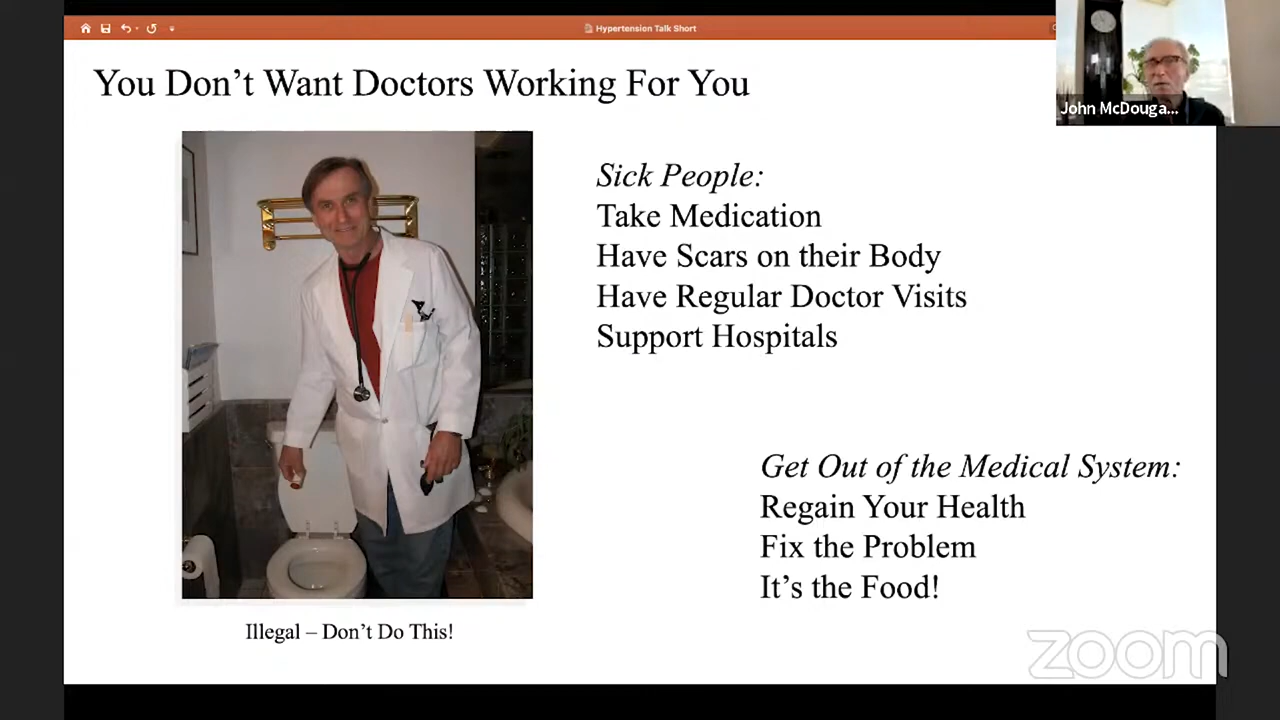 Hypertension Talk Short
John McDouga...
You Don’t Want Doctors Working For You
Sick People:
Take Medication
Have Scars on their Body
Have Regular Doctor Visits
Support Hospitals
Get Out of the Medical System:
Regain Your Health
Fix the Problem
It’s the Food!
Illegal – Don’t Do This!
zoom